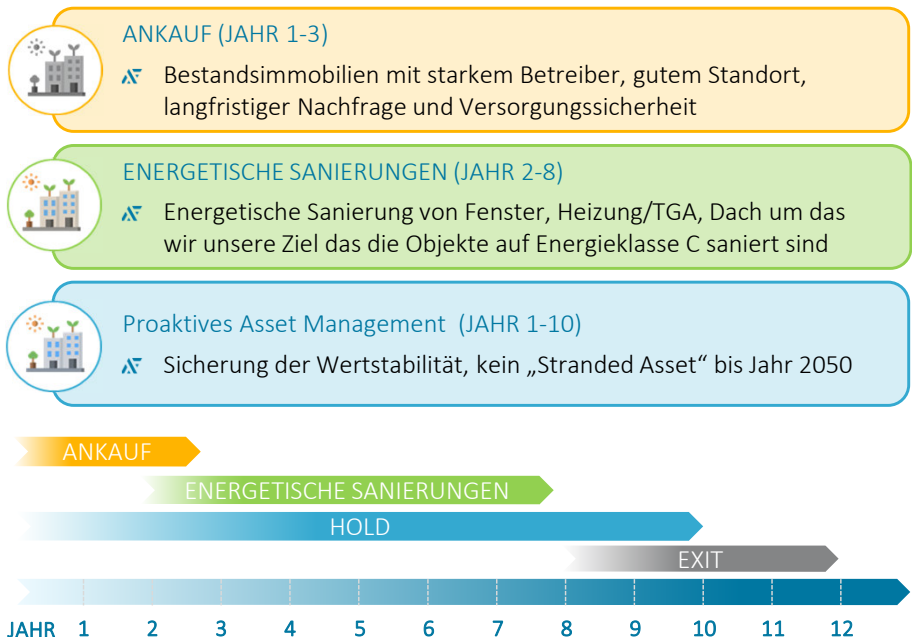 ANKAUF (JAHR 1-3)
Bestandsimmobilien mit starkem Betreiber, gutem Standort,
langfristiger Nachfrage und Versorgungssicherheit
ENERGETISCHE SANIERUNGEN (JAHR 2-8)
Energetische Sanierung von Fenster, Heizung/TGA, Dach um das
wir unsere Ziel das die Objekte auf Energieklasse C saniert sind
Proaktives Asset Management (JAHR 1-10)
Sicherung der Wertstabilität, kein „Stranded Asset“ bis Jahr 2050
ANKAUF
ENERGETISCHE SANIERUNGEN
HOLD
EXIT
JAHR 1 2 3 4 5 6 7 8 9 10 11 12